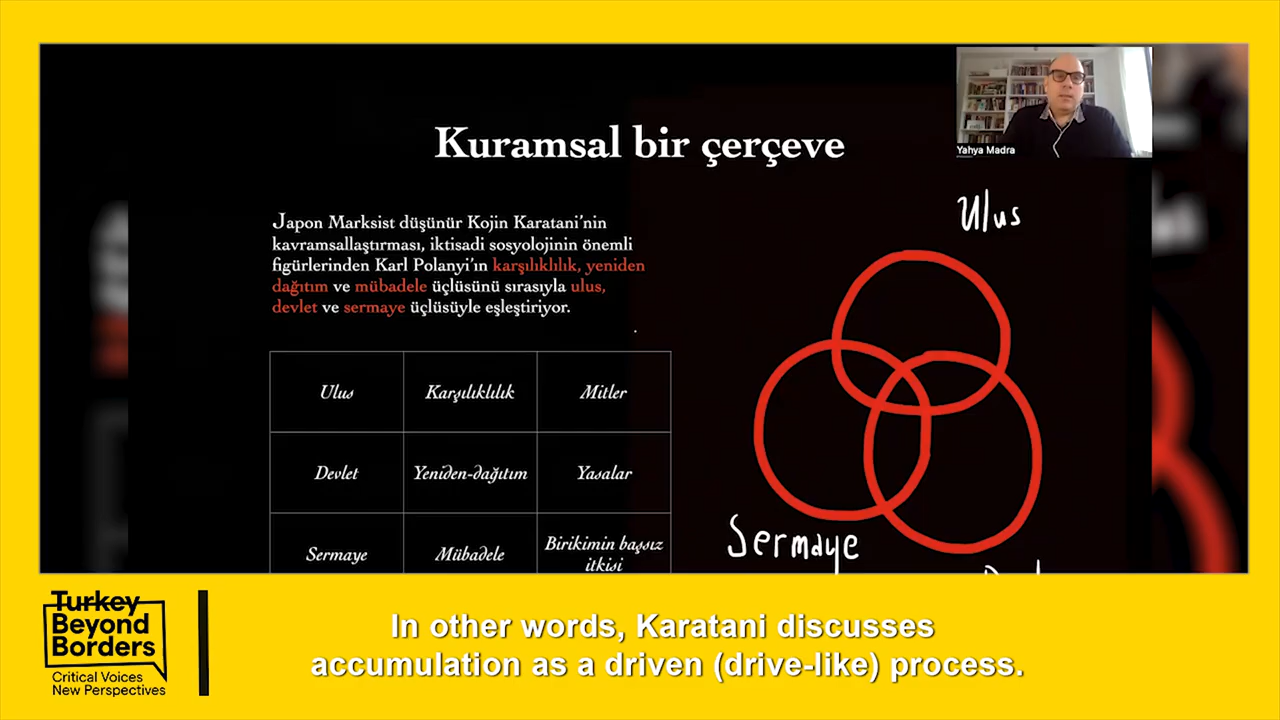 Kuramsal bir çerçeve
Yahya Madra
Japon Marksist düşünür Kojin Karatani'nin
kavramsallaştırması, iktisadi sosyolojinin önemli
figürlerinden Karl Polanyi'ın karşılıklılık, yeniden
dağıtım ve mübadele üçlüsünü sırasıyla ulus,
devlet ve sermaye üçlüsüyle eşleştiriyor.
Ulus Karşılıklılık Mitler
Devlet Yeniden-dağıtım Yasalar
Sermaye Mübadele Birikimin başsız
itkisi
Ulus
Sermaye
Turkey
Beyond
Borders
Critical Voices
New Perspectives
In other words, Karatani discusses
accumulation as a driven (drive-like) process.